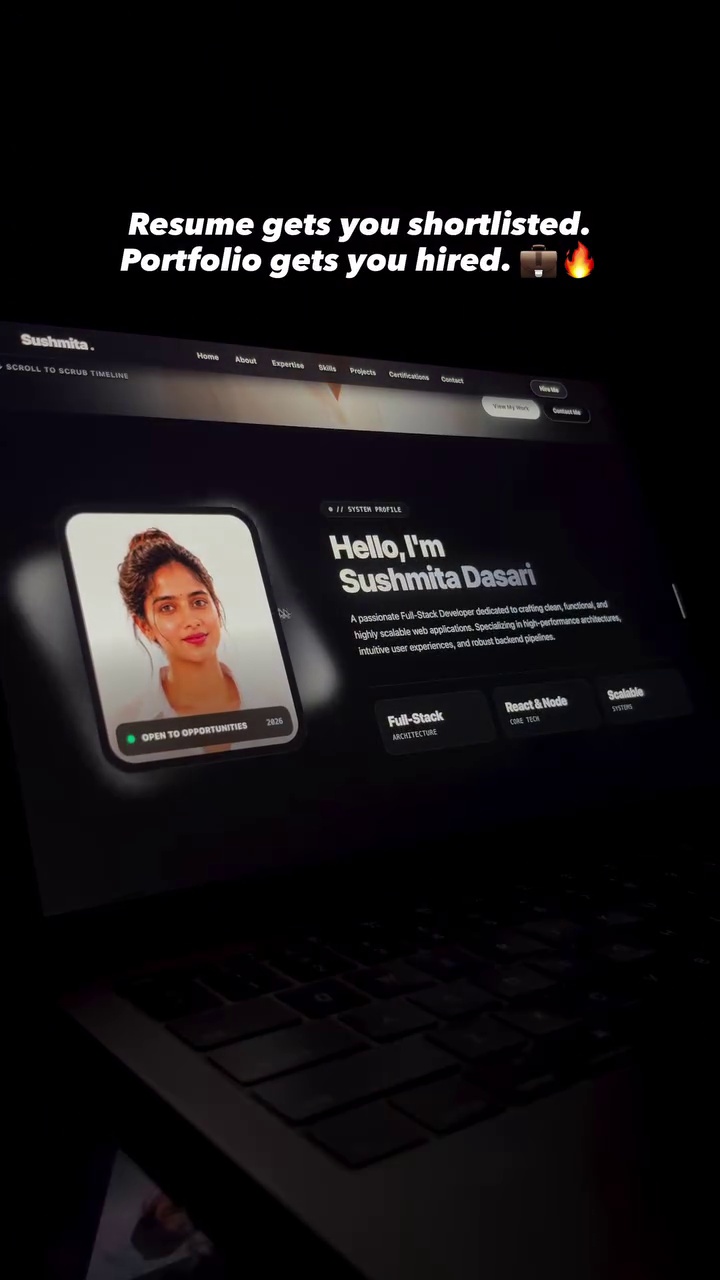 Resume gets you shortlisted.
Portfolio gets you hired. 💼🔥
Sushmita.
Home About Expertise Skills Projects Certifications Contact
Hire Me
SCROLL TO SCRUB TIMELINE
View My Work
Contact Me
// SYSTEM PROFILE
Hello, I'm
Sushmita Dasari
A passionate Full-Stack Developer dedicated to crafting clean, functional, and
highly scalable web applications. Specializing in high-performance architectures,
intuitive user experiences, and robust backend pipelines.
OPEN TO OPPORTUNITIES 2026
Full-Stack
ARCHITECTURE
React & Node
CORE TECH
Scalable
SYSTEMS